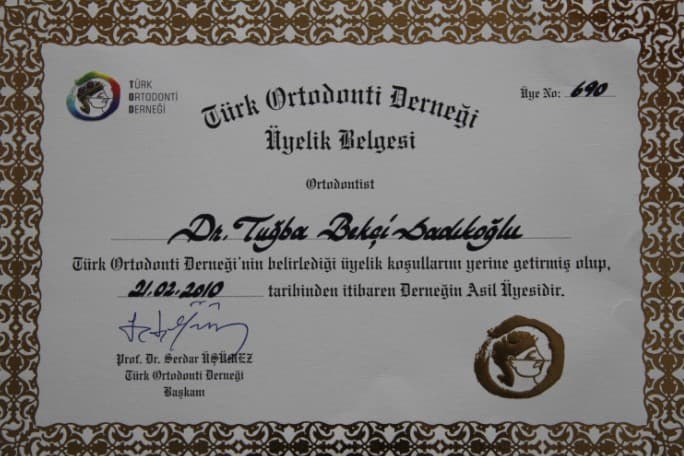 TÜRK
ORTODONTİ
DERNEĞİ
Türk Ortodonti Derneği
Üye No: 690
Üyelik Belgesi
Ortodontist
Dr. Tuğba Bekçi Sadıkoğlu
Türk Ortodonti Derneği'nin belirlediği üyelik koşullarını yerine getirmiş olup,
21.02.2010 tarihinden itibaren Derneğin Asil Üyesidir.
Prof. Dr. Serdar ÜŞÜMEZ
Türk Ortodonti Derneği
Başkanı